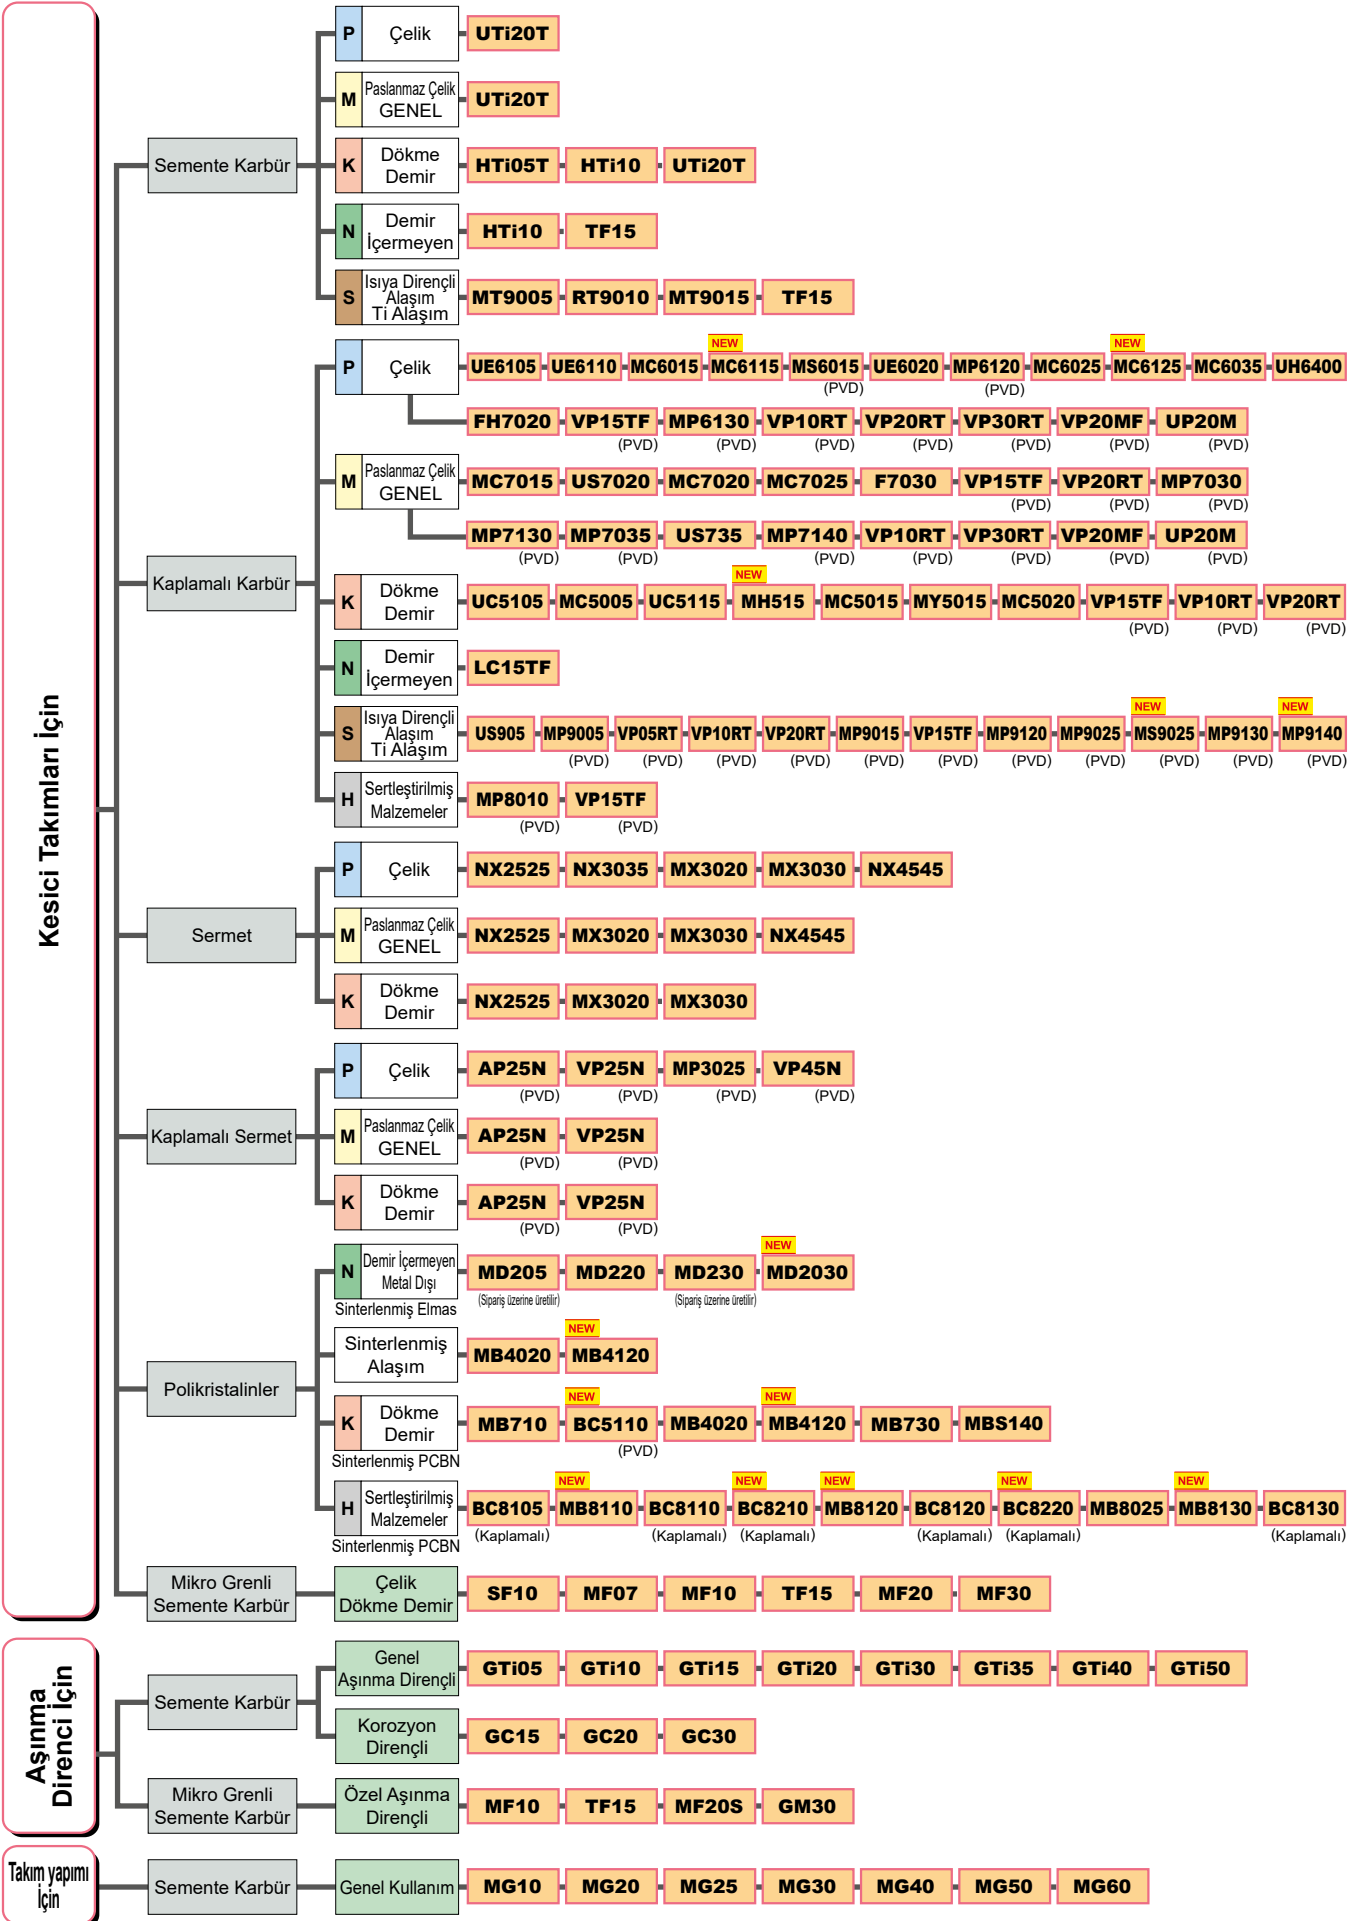 Kesici Takımları İçin
Semente Karbür
P Çelik UTi20T
M Paslanmaz Çelik
GENEL
UTi20T
K Dökme
Demir
HTi05T HTi10 UTi20T
N Demir
İçermeyen
HTi10 TF15
S Isıya Dirençli
Alaşım
Ti Alaşım
MT9005 RT9010 MT9015 TF15
Kaplamalı Karbür
NEW NEW
P Çelik UE6105 UE6110 MC6015 MC6115 MS6015 UE6020 MP6120 MC6025 MC6125 MC6035 UH6400
(PVD) (PVD)
FH7020 VP15TF MP6130 VP10RT VP20RT VP30RT VP20MF UP20M
(PVD) (PVD) (PVD) (PVD) (PVD) (PVD) (PVD)
M Paslanmaz Çelik
GENEL
MC7015 US7020 MC7020 MC7025 F7030 VP15TF VP20RT MP7030
(PVD) (PVD) (PVD)
MP7130 MP7035 US735 MP7140 VP10RT VP30RT VP20MF UP20M
(PVD) (PVD) (PVD) (PVD) (PVD) (PVD) (PVD)
NEW
K Dökme
Demir
UC5105 MC5005 UC5115 MH515 MC5015 MY5015 MC5020 VP15TF VP10RT VP20RT
(PVD) (PVD) (PVD)
N Demir
İçermeyen
LC15TF
NEW NEW
S Isıya Dirençli
Alaşım
Ti Alaşım
US905 MP9005 VP05RT VP10RT VP20RT MP9015 VP15TF MP9120 MP9025 MS9025 MP9130 MP9140
(PVD) (PVD) (PVD) (PVD) (PVD) (PVD) (PVD) (PVD) (PVD) (PVD) (PVD)
H Sertleştirilmiş
Malzemeler
MP8010 VP15TF
(PVD) (PVD)
Sermet
P Çelik NX2525 NX3035 MX3020 MX3030 NX4545
M Paslanmaz Çelik
GENEL
NX2525 MX3020 MX3030 NX4545
K Dökme
Demir
NX2525 MX3020 MX3030
Kaplamalı Sermet
P Çelik AP25N VP25N MP3025 VP45N
(PVD) (PVD) (PVD) (PVD)
M Paslanmaz Çelik
GENEL
AP25N VP25N
(PVD) (PVD)
K Dökme
Demir
AP25N VP25N
(PVD) (PVD)
Polikristalinler
NEW
N Demir İçermeyen
Metal Dışı
MD205 MD220 MD230 MD2030
(Sipariş üzerine üretilir) (Sipariş üzerine üretilir)
Sinterlenmiş Elmas
NEW
Sinterlenmiş
Alaşım
MB4020 MB4120
NEW NEW
K Dökme
Demir
MB710 BC5110 MB4020 MB4120 MB730 MBS140
(PVD)
Sinterlenmiş PCBN
NEW NEW NEW NEW NEW
H Sertleştirilmiş
Malzemeler
BC8105 MB8110 BC8110 BC8210 MB8120 BC8120 BC8220 MB8025 MB8130 BC8130
(Kaplamalı) (Kaplamalı) (Kaplamalı) (Kaplamalı) (Kaplamalı) (Kaplamalı)
Sinterlenmiş PCBN
Mikro Grenli
Semente Karbür
Çelik
Dökme Demir
SF10 MF07 MF10 TF15 MF20 MF30
Aşınma
Direnci İçin
Semente Karbür
Genel
Aşınma Dirençli
GTi05 GTi10 GTi15 GTi20 GTi30 GTi35 GTi40 GTi50
Korozyon
Dirençli
GC15 GC20 GC30
Mikro Grenli
Semente Karbür
Özel Aşınma
Dirençli
MF10 TF15 MF20S GM30
Takım yapımı
İçin
Semente Karbür
Genel Kullanım
MG10 MG20 MG25 MG30 MG40 MG50 MG60